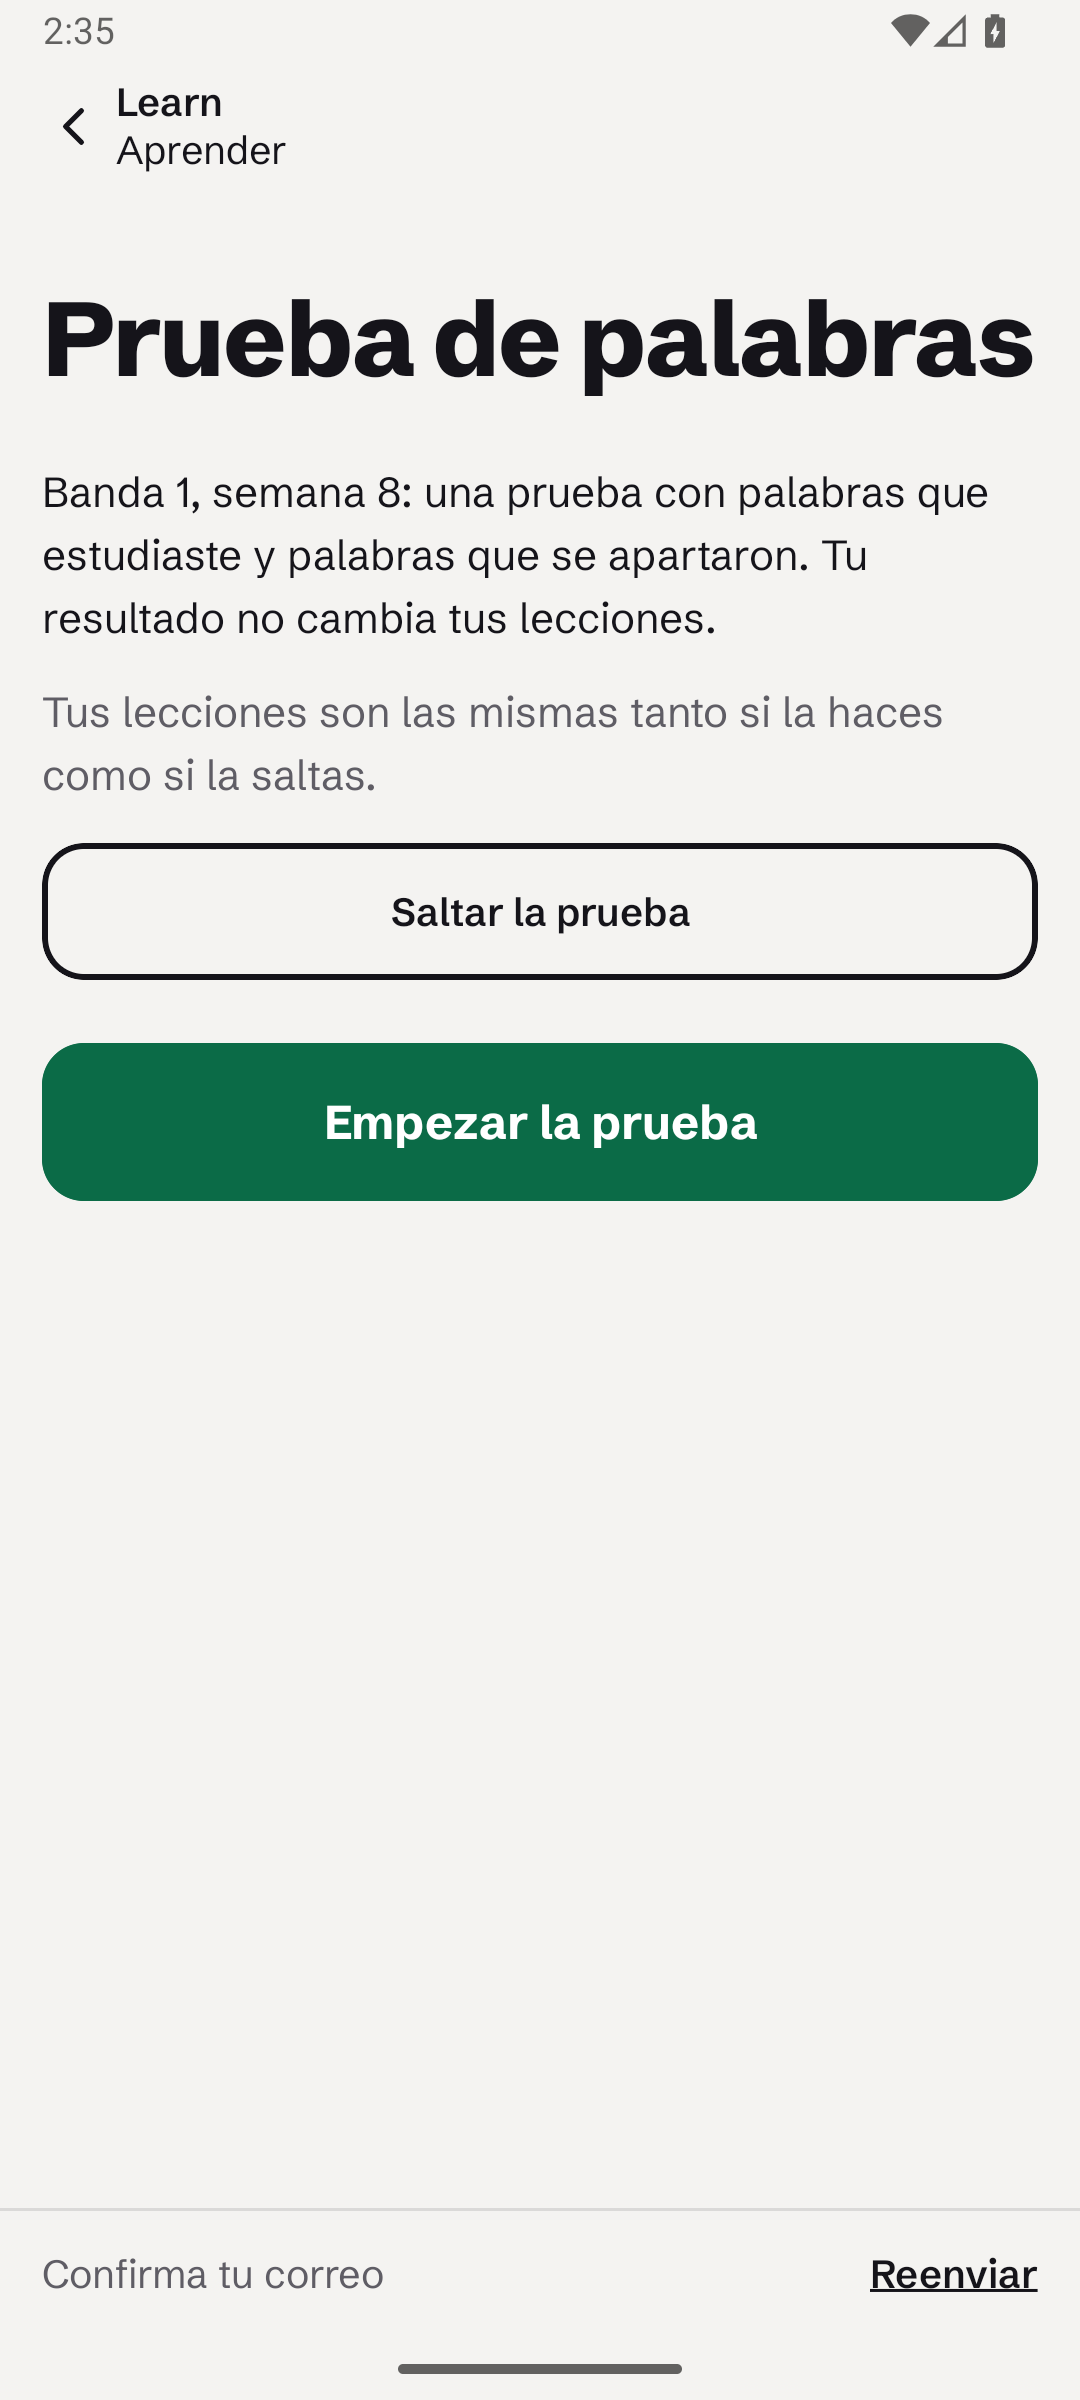 2:35
Learn
Aprender
Prueba de palabras
Banda 1, semana 8: una prueba con palabras que
estudiaste y palabras que se apartaron. Tu
resultado no cambia tus lecciones.
Tus lecciones son las mismas tanto si la haces
como si la saltas.
Saltar la prueba
Empezar la prueba
Confirma tu correo
Reenviar